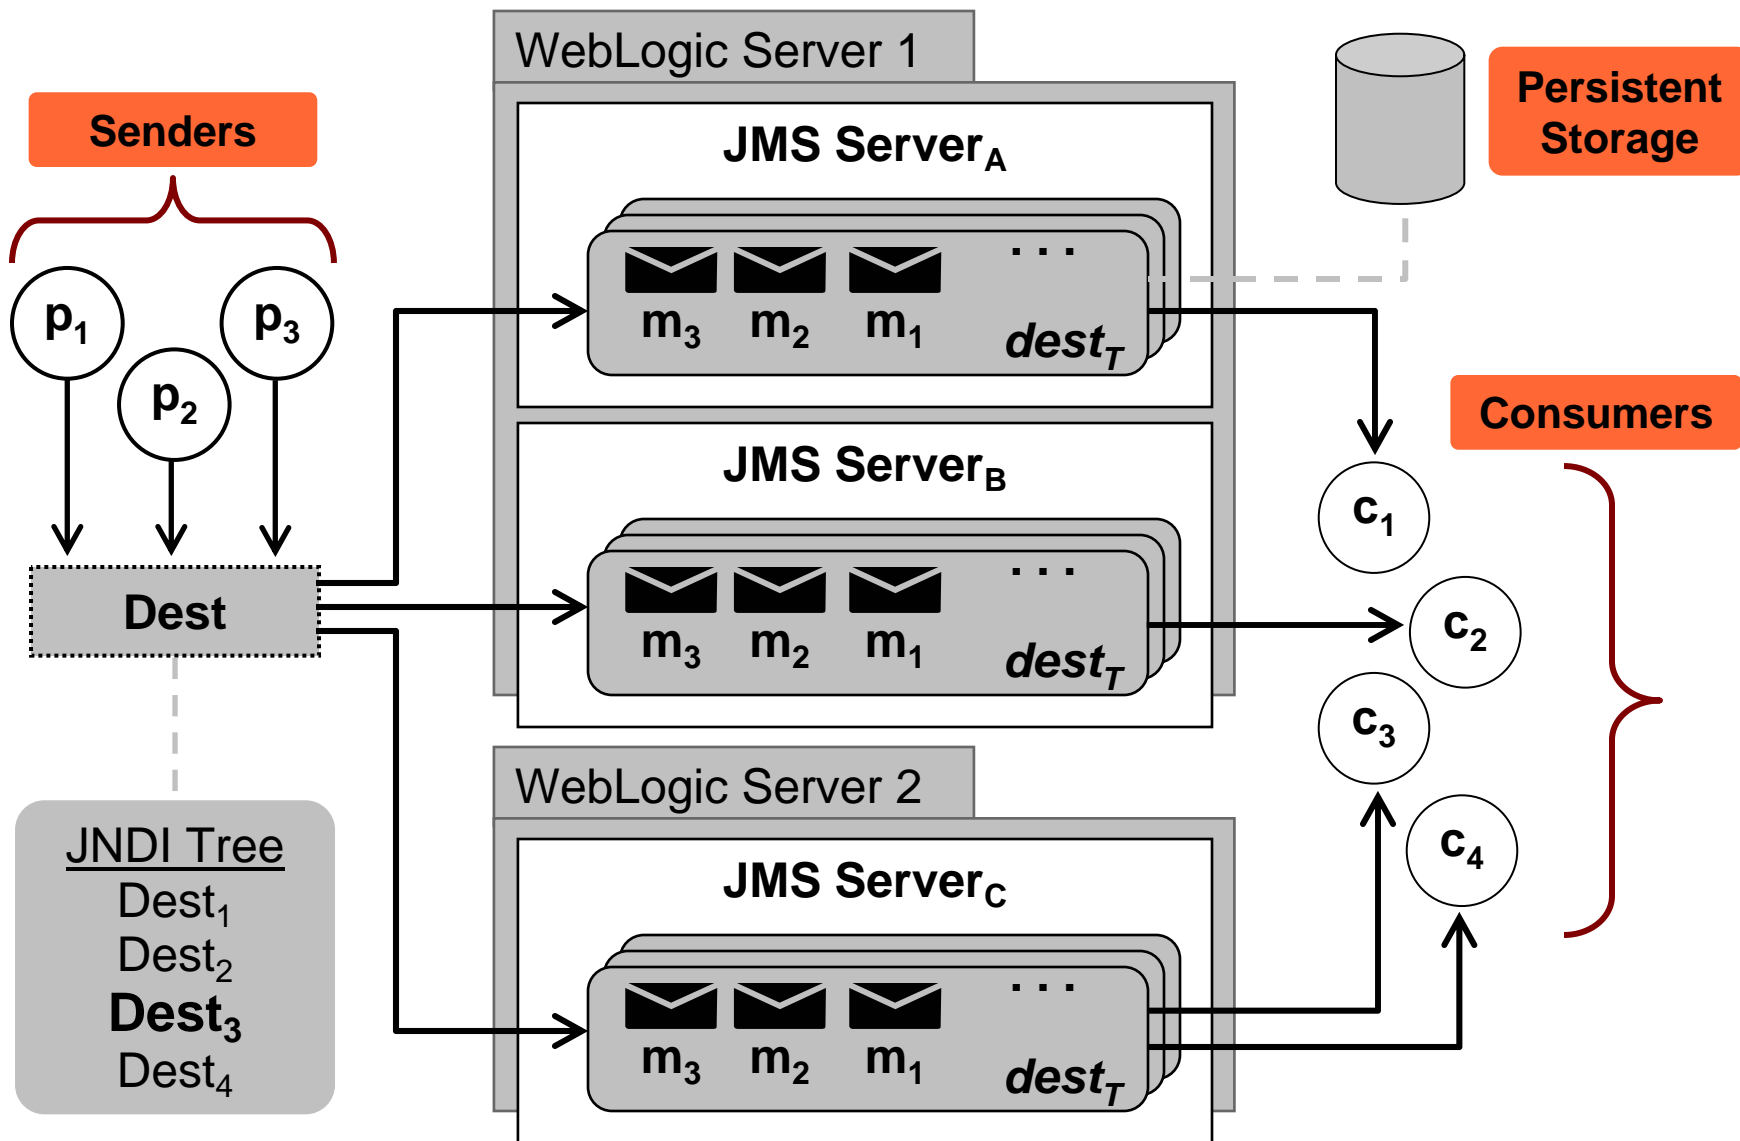 WebLogic Server 1
Persistent
Storage
Senders
JMS ServerA
p1
p2
p3
. . .
m3 m2 m1
destT
Consumers
JMS ServerB
c1
. . .
m3 m2 m1
destT
Dest
c2
c3
WebLogic Server 2
c4
JNDI Tree
Dest1
Dest2
Dest3
Dest4
JMS ServerC
. . .
m3 m2 m1
destT